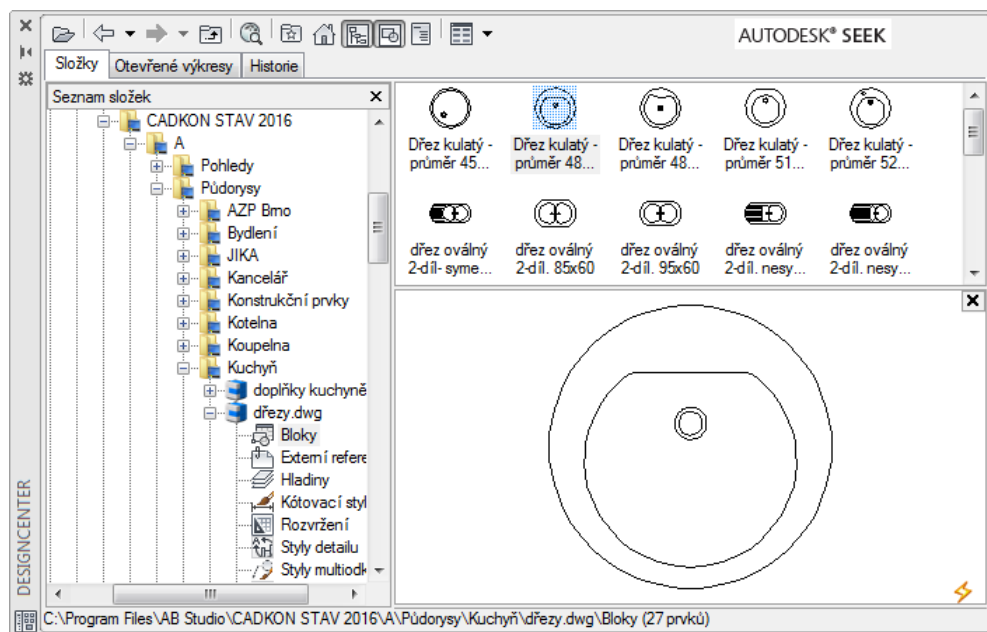 AUTODESK® SEEK
Složky
Otevřené výkresy
Historie
Seznam složek
CADKON STAV 2016
A
Pohledy
Půdorysy
AZP Brno
Bydlení
JIKA
Kancelář
Konstrukční prvky
Kotelna
Koupelna
Kuchyň
doplňky kuchyně
dřezy.dwg
Bloky
Externí refere
Hladiny
Kótovací styl
Rozvržení
Styly detailu
Styly multiodk
Dřez kulatý -
průměr 45...
Dřez kulatý -
průměr 48...
Dřez kulatý -
průměr 48...
Dřez kulatý -
průměr 51...
Dřez kulatý -
průměr 52...
dřez oválný
2-díl- syme...
dřez oválný
2-díl. 85x60
dřez oválný
2-díl. 95x60
dřez oválný
2-díl. nesy...
dřez oválný
2-díl. nesy...
DESIGNCENTER
C:\Program Files\AB Studio\CADKON STAV 2016\A\Půdorysy\Kuchyň\dřezy.dwg\Bloky (27 prvků)